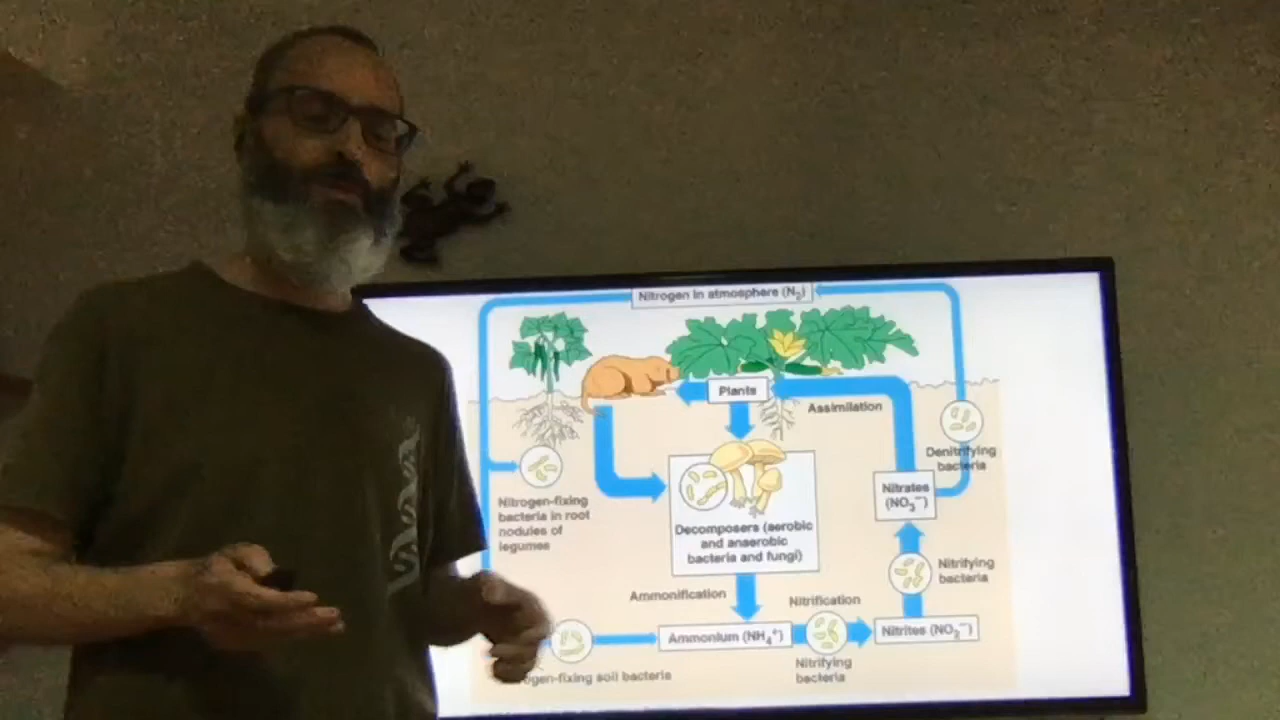 Nitrogen in atmosphere (N₂)
Plants
Assimilation
Denitrifying
bacteria
Nitrogen-fixing
bacteria in root
nodules of
legumes
Decomposers (aerobic
and anaerobic
bacteria and fungi)
Nitrates
(NO₃⁻)
Nitrifying
bacteria
Ammonification
Nitrification
Ammonium (NH₄⁺)
Nitrites (NO₂⁻)
Nitrifying
bacteria
ogen-fixing soil bacteria